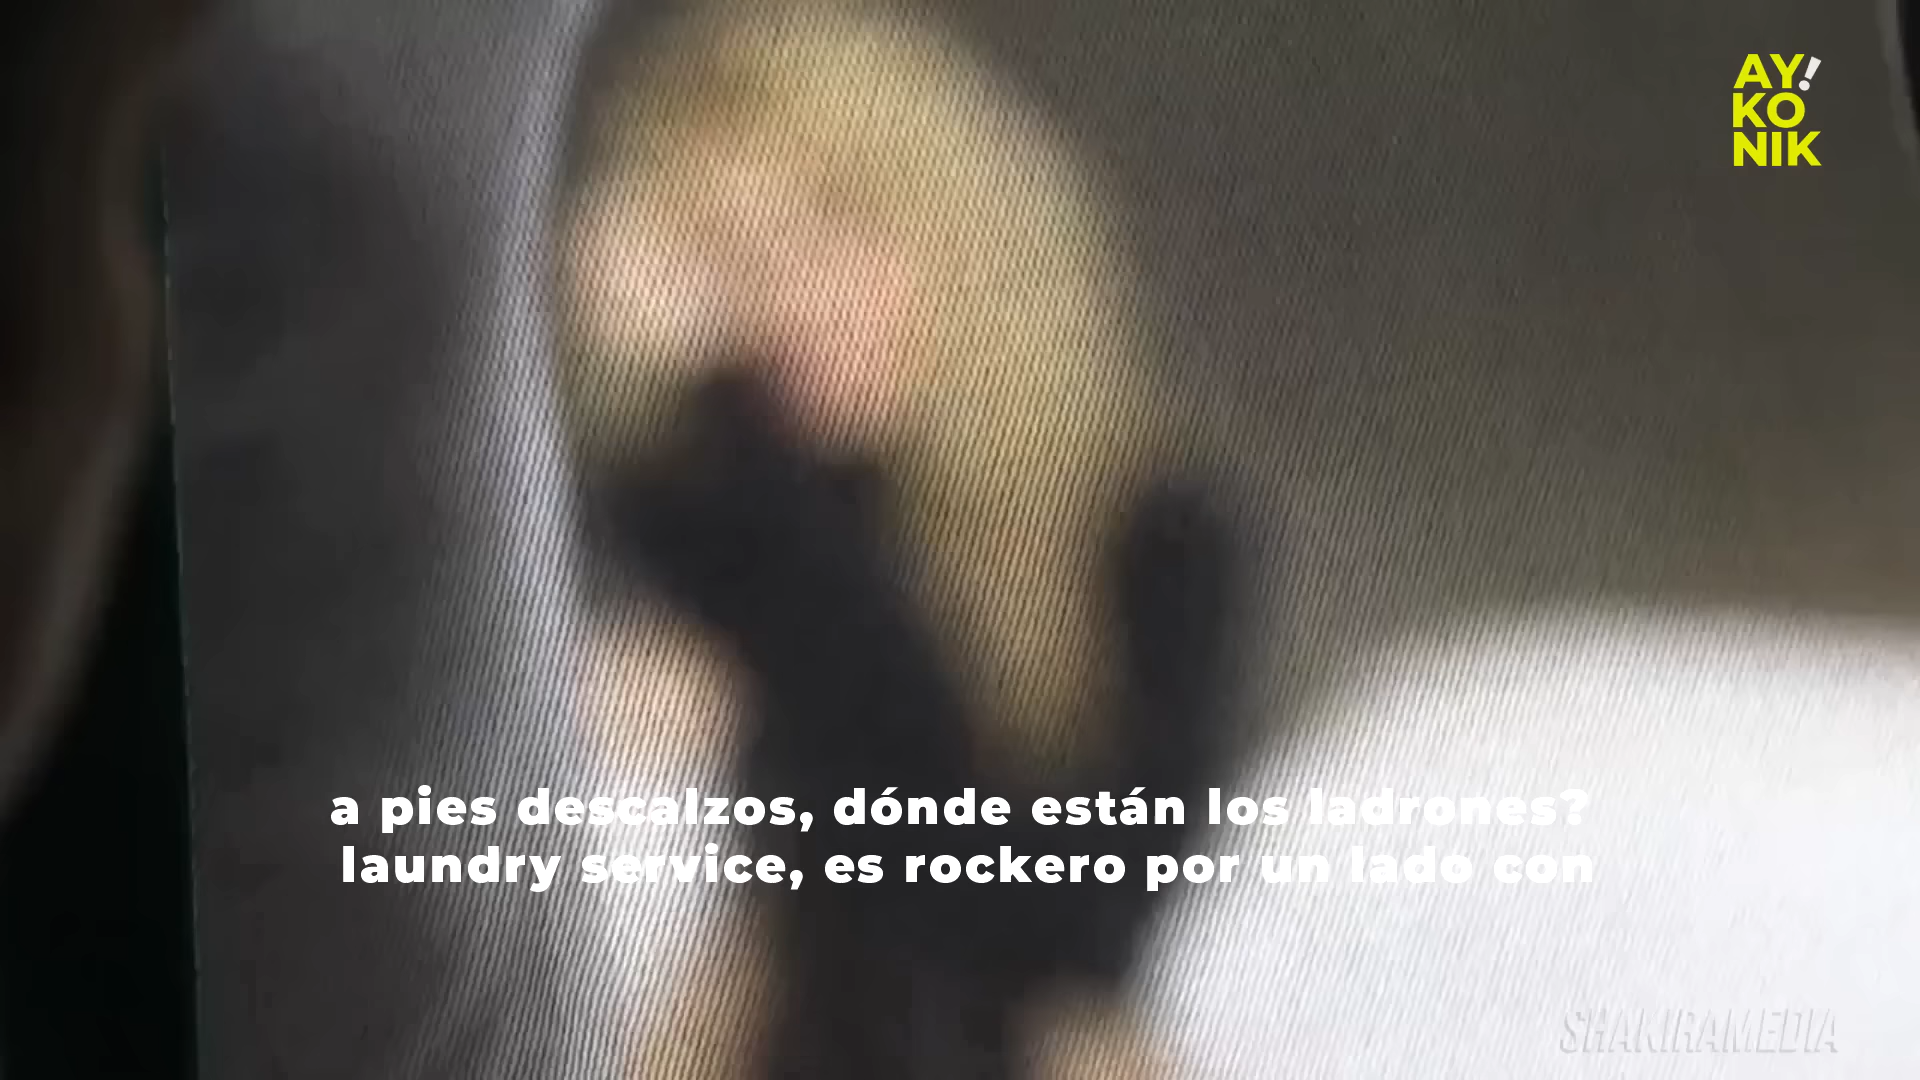 AY!
KO
NIK
a pies descalzos, dónde están los ladrones?
laundry service, es rockero por un lado con
SHAKIRAMEDIA